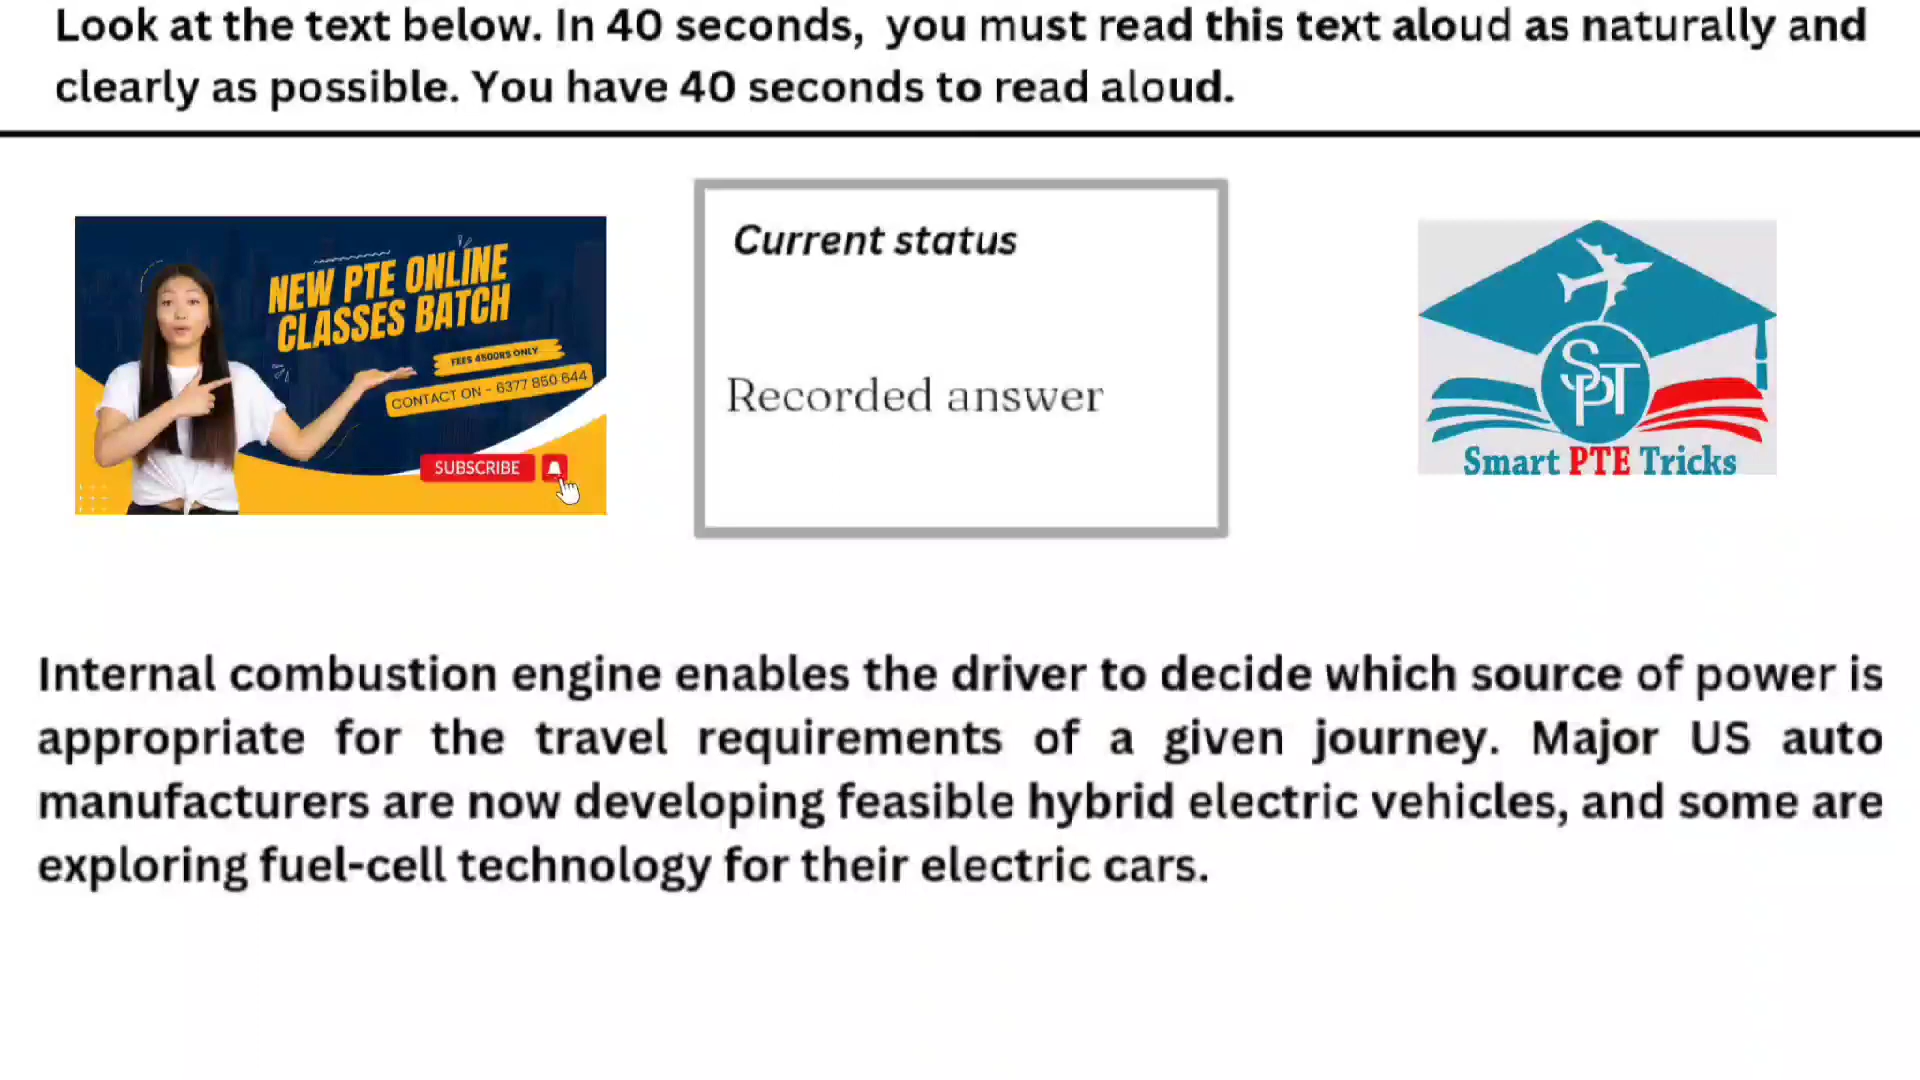 Look at the text below. In 40 seconds, you must read this text aloud as naturally and
clearly as possible. You have 40 seconds to read aloud.
NEW PTE ONLINE
CLASSES BATCH
FEES 4500RS ONLY
CONTACT ON - 6377 850 644
SUBSCRIBE
Current status
Recorded answer
SPT
Smart PTE Tricks
Internal combustion engine enables the driver to decide which source of power is
appropriate for the travel requirements of a given journey. Major US auto
manufacturers are now developing feasible hybrid electric vehicles, and some are
exploring fuel-cell technology for their electric cars.